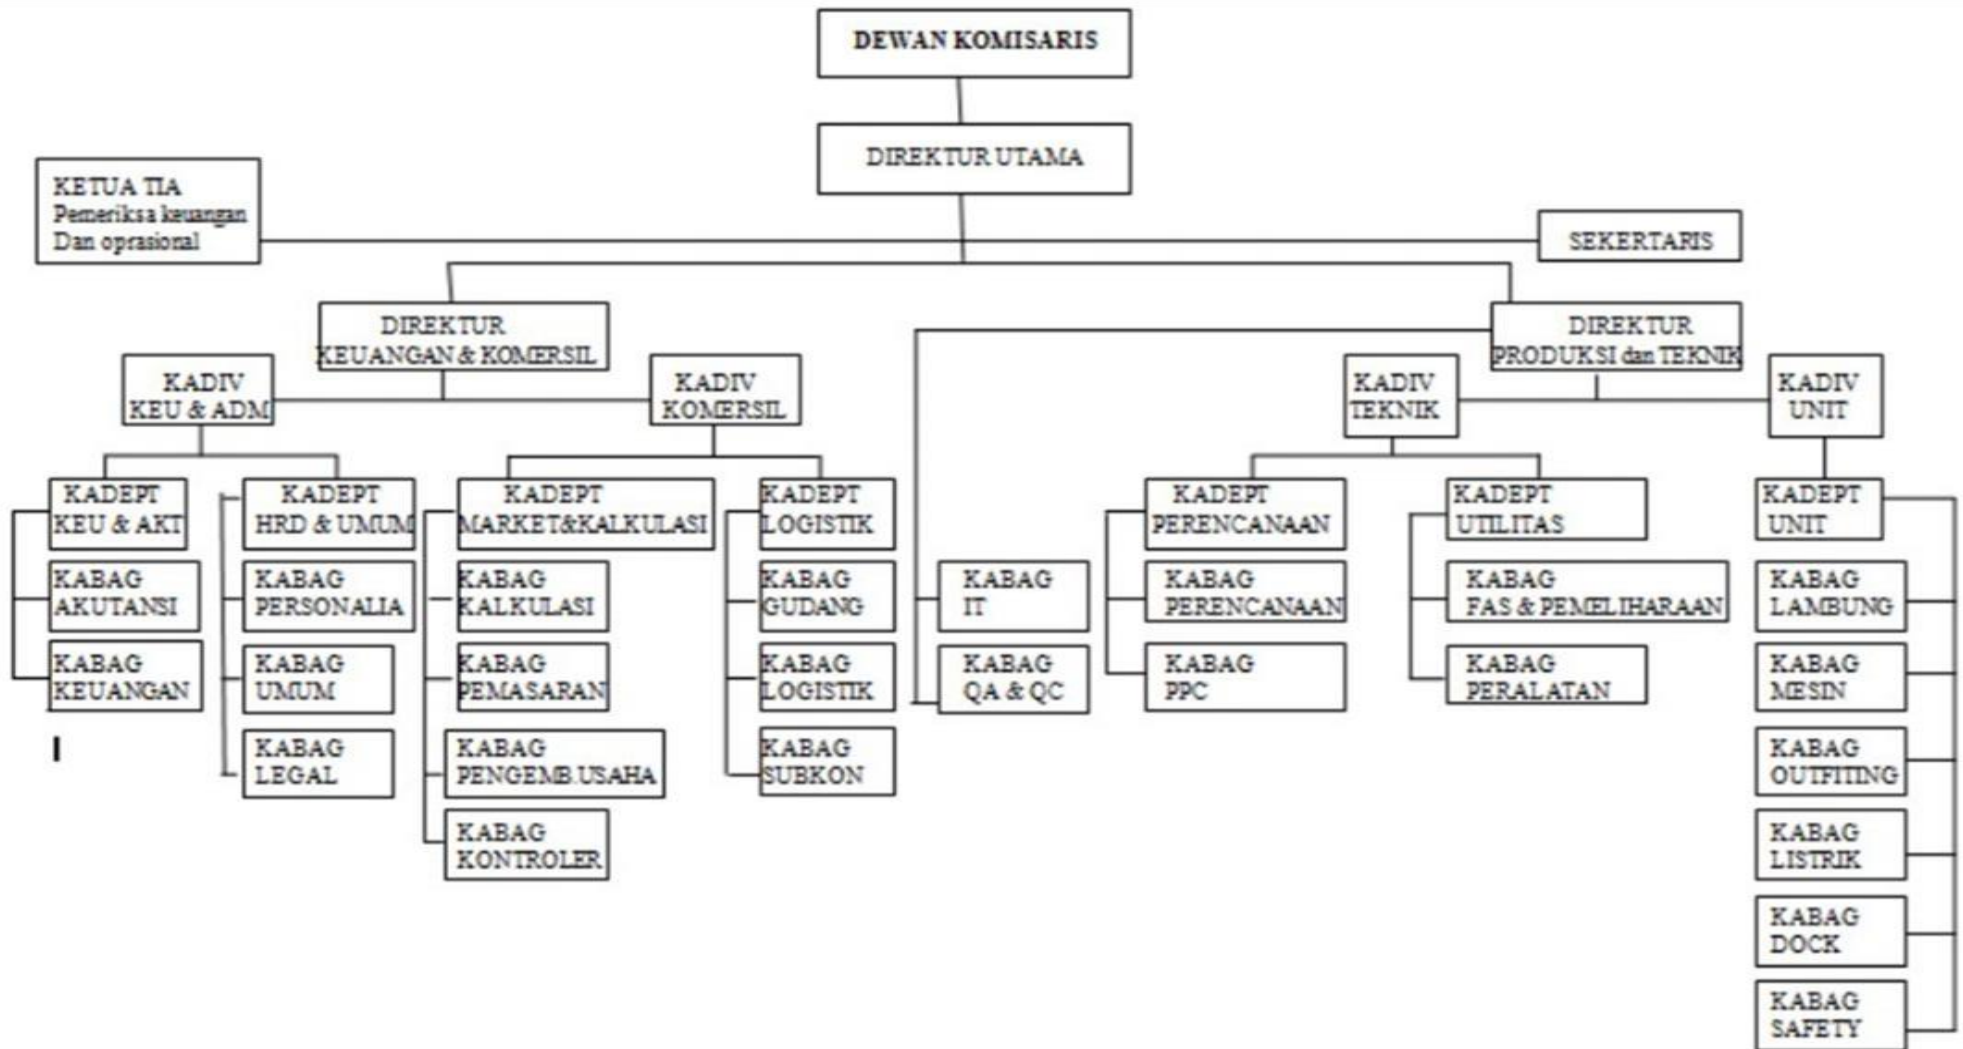 DEWAN KOMISARIS
DIREKTUR UTAMA
KETUA TIA
Pemeriksa keuangan
Dan oprasional
SEKERTARIS
DIREKTUR
KEUANGAN & KOMERSIL
DIREKTUR
PRODUKSI dan TEKNIK
KADIV
KEU & ADM
KADIV
KOMERSIL
KADIV
TEKNIK
KADIV
UNIT
KADEPT
KEU & AKT
KADEPT
HRD & UMUM
KADEPT
MARKET&KALKULASI
KADEPT
LOGISTIK
KADEPT
PERENCANAAN
KADEPT
UTILITAS
KADEPT
UNIT
KABAG
AKUTANSI
KABAG
PERSONALIA
KABAG
KALKULASI
KABAG
GUDANG
KABAG
IT
KABAG
PERENCANAAN
KABAG
FAS & PEMELIHARAAN
KABAG
LAMBUNG
KABAG
KEUANGAN
KABAG
UMUM
KABAG
PEMASARAN
KABAG
LOGISTIK
KABAG
QA & QC
KABAG
PPC
KABAG
PERALATAN
KABAG
MESIN
KABAG
LEGAL
KABAG
PENGEMB.USAHA
KABAG
SUBKON
KABAG
OUTFITING
KABAG
KONTROLER
KABAG
LISTRIK
KABAG
DOCK
KABAG
SAFETY